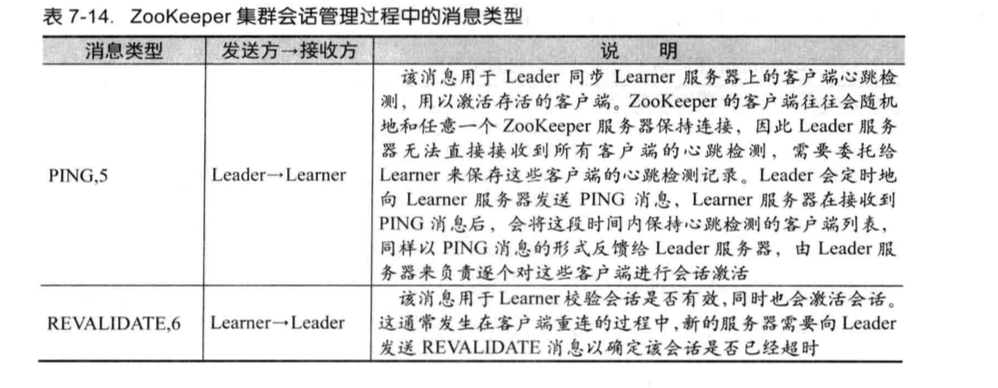 表 7-14. ZooKeeper 集群会话管理过程中的消息类型
消息类型 发送方→接收方 说 明
该消息用于 Leader 同步 Learner 服务器上的客户端心跳检
测，用以激活存活的客户端。ZooKeeper 的客户端往往会随机
地和任意一个 ZooKeeper 服务器保持连接，因此 Leader 服务
器无法直接接收到所有客户端的心跳检测，需要委托给
PING,5 Leader→Learner Learner 来保存这些客户端的心跳检测记录。Leader 会定时地
向 Learner 服务器发送 PING 消息，Learner 服务器在接收到
PING 消息后，会将这段时间内保持心跳检测的客户端列表，
同样以 PING 消息的形式反馈给 Leader 服务器，由 Leader 服
务器来负责逐个对这些客户端进行会话激活
该消息用于 Learner 校验会话是否有效，同时也会激活会话。
REVALIDATE,6 Learner→Leader 这通常发生在客户端重连的过程中，新的服务器需要向 Leader
发送 REVALIDATE 消息以确定该会话是否已经超时